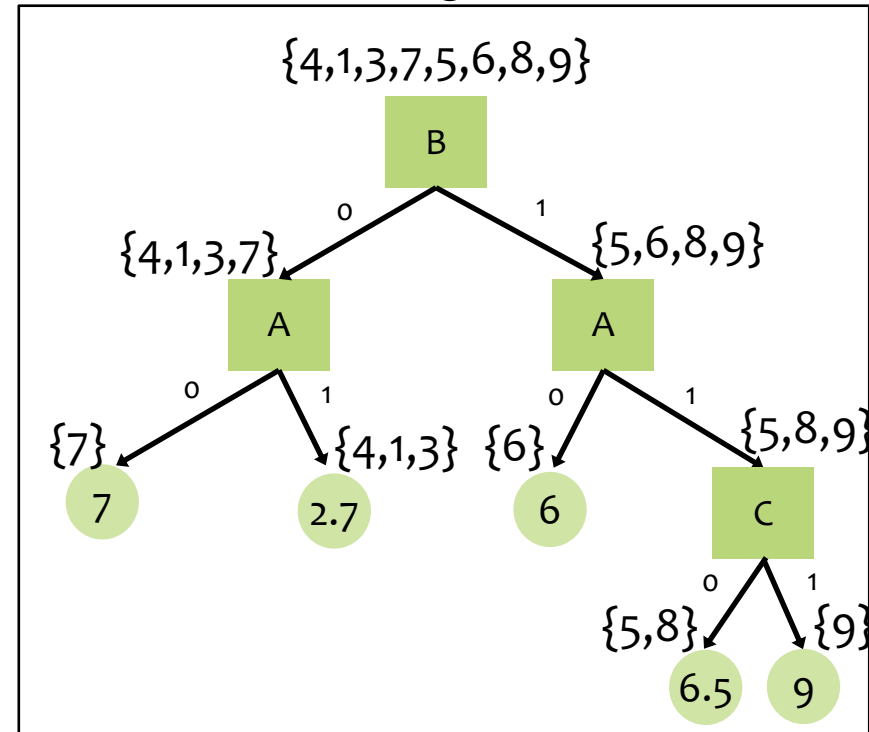 {4,1,3,7,5,6,8,9}
B
0 1
{4,1,3,7} {5,6,8,9}
A A
0 1 0 1
{7} {4,1,3} {6} {5,8,9}
7 2.7 6 C
0 1
{5,8} {9}
6.5 9